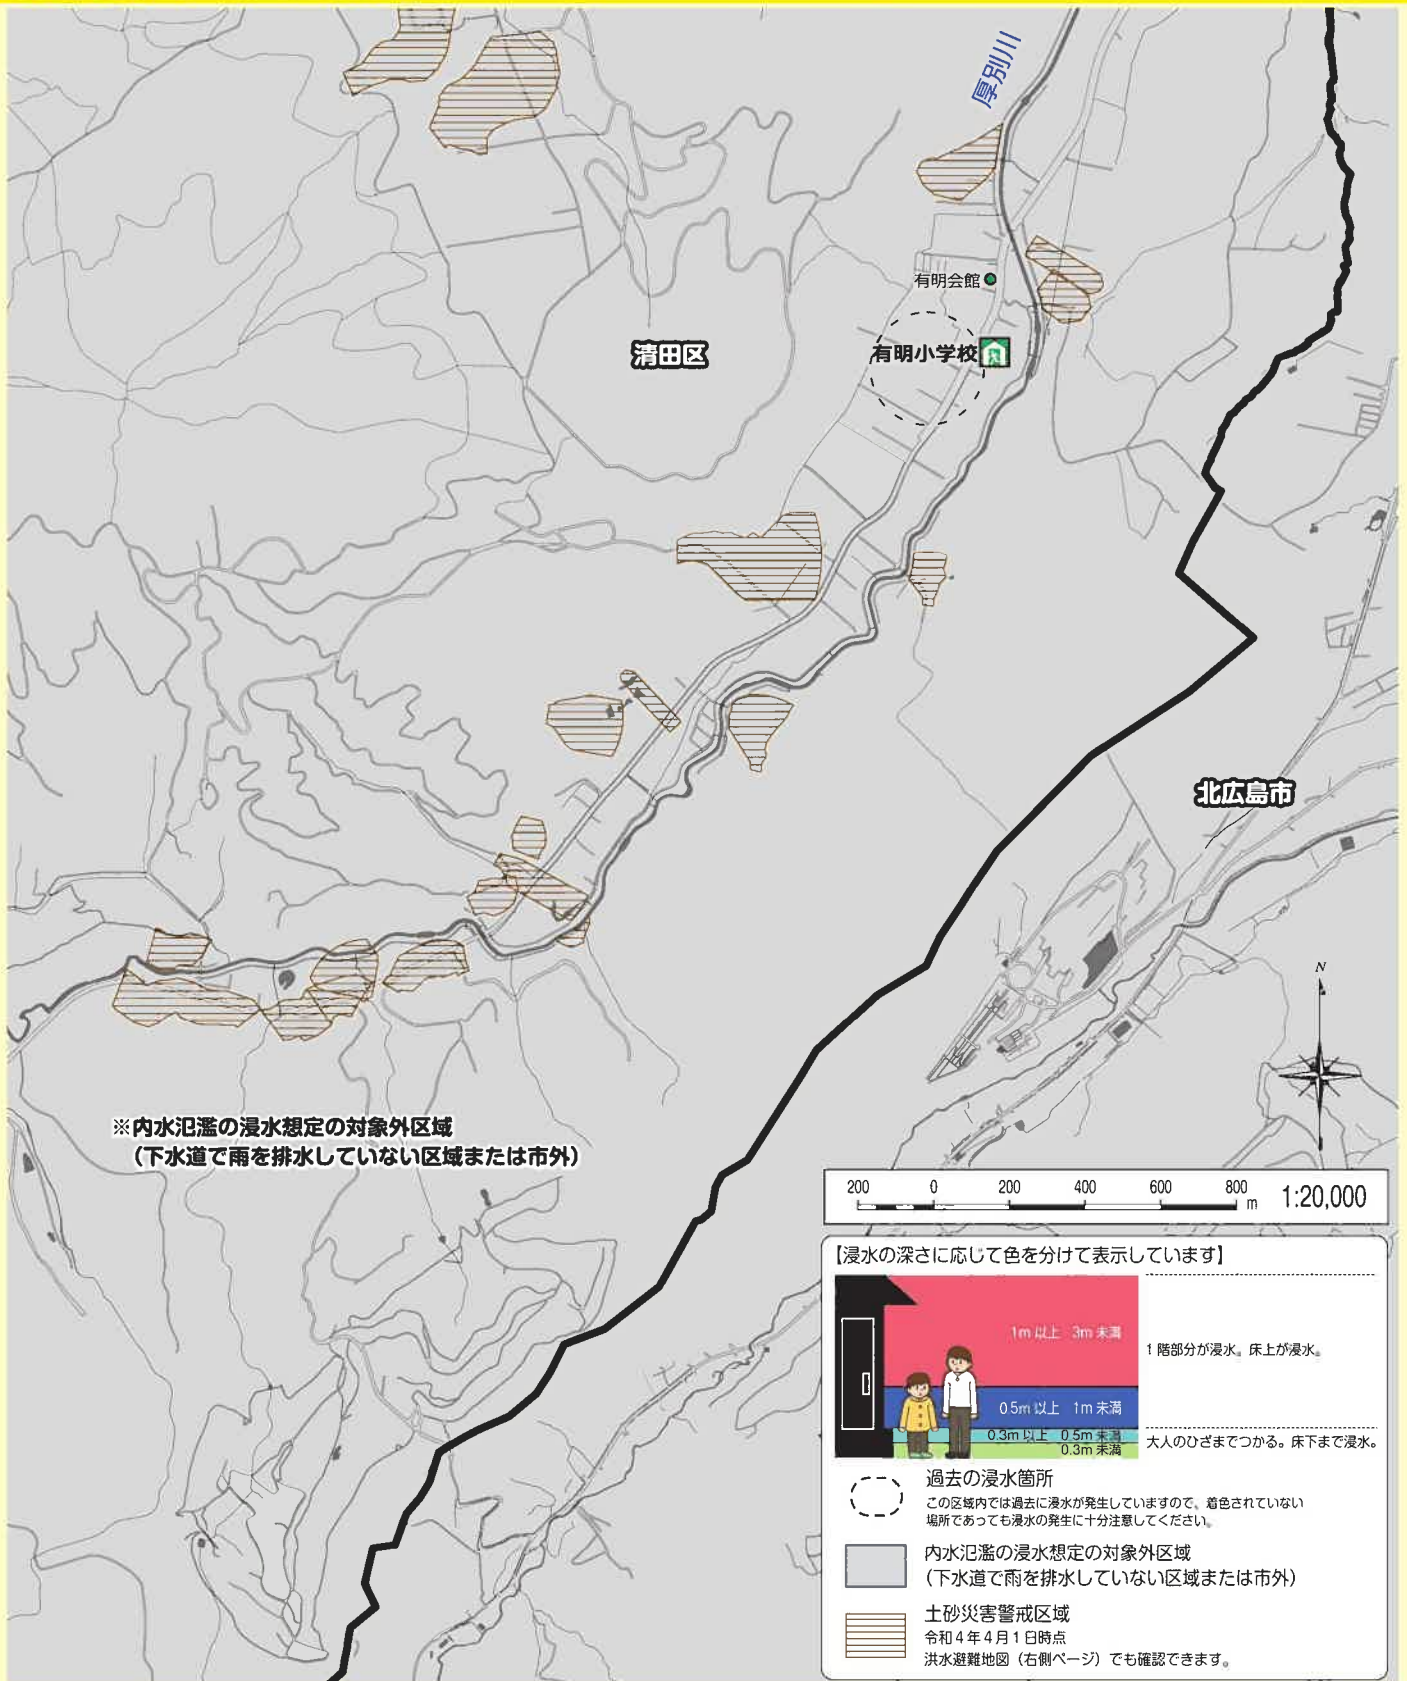 厚別川
有明会館
有明小学校
清田区
北広島市
※内水氾濫の浸水想定の対象外区域
(下水道で雨を排水していない区域または市外)
N
200 0 200 400 600 800 m 1:20,000
【浸水の深さに応じて色を分けて表示しています】
1m 以上 3m 未満
1 階部分が浸水。床上が浸水。
0.5m 以上 1m 未満
0.3m 以上 0.5m 未満
0.3m 未満
大人のひざまでつかる。床下まで浸水。
過去の浸水箇所
この区域内では過去に浸水が発生していますので、着色されていない
場所であっても浸水の発生に十分注意してください。
内水氾濫の浸水想定の対象外区域
(下水道で雨を排水していない区域または市外)
土砂災害警戒区域
令和4年4月1日時点
洪水避難地図（右側ページ）でも確認できます。